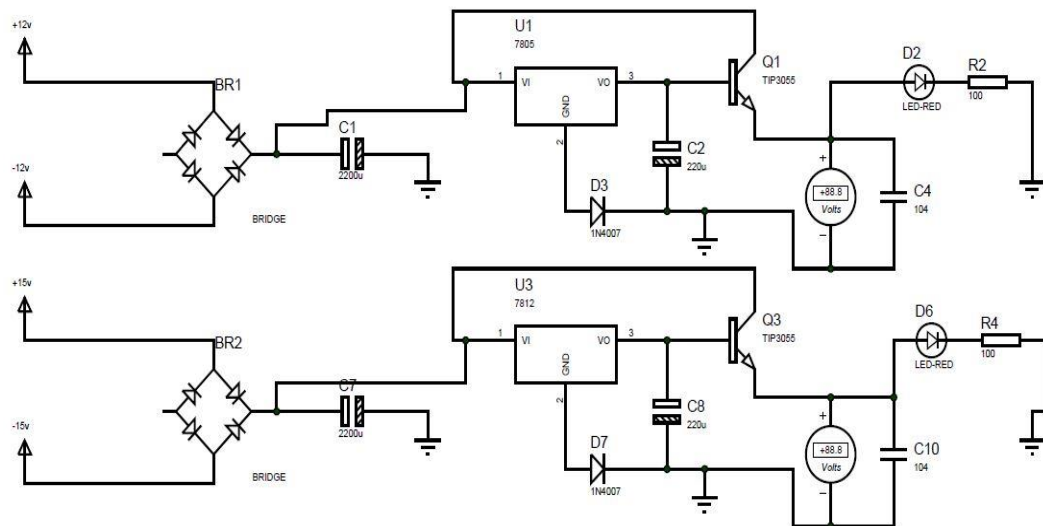 +12v
-12v
BR1
BRIDGE
C1
2200u
U1
7805
1
VI
VO
3
GND
2
D3
1N4007
C2
220u
Q1
TIP3055
D2
LED-RED
R2
100
+
+88.8
Volts
−
C4
104
+15v
-15v
BR2
BRIDGE
C7
2200u
U3
7812
1
VI
VO
3
GND
2
D7
1N4007
C8
220u
Q3
TIP3055
D6
LED-RED
R4
100
+
+88.8
Volts
−
C10
104